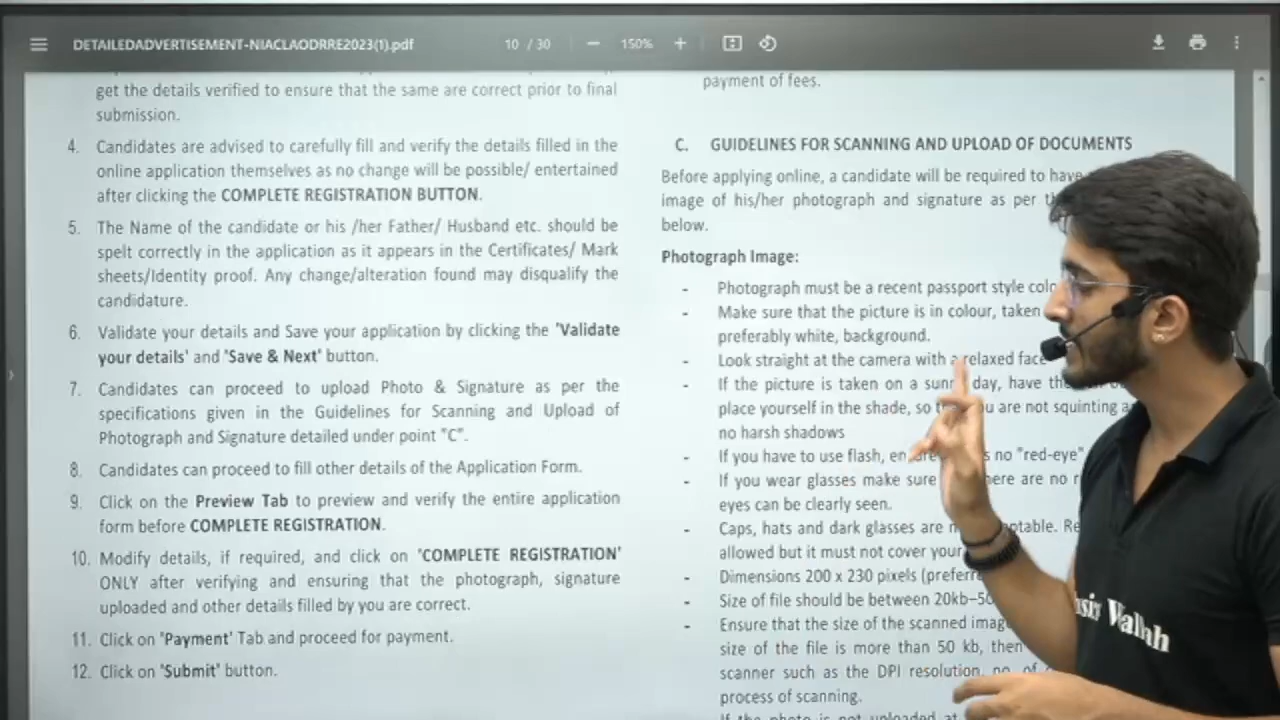 DETAILEDADVERTISEMENT-NIACLAODRRE2023(1).pdf
10 / 30
150%
get the details verified to ensure that the same are correct prior to final
submission.
4. Candidates are advised to carefully fill and verify the details filled in the
online application themselves as no change will be possible/ entertained
after clicking the COMPLETE REGISTRATION BUTTON.
5. The Name of the candidate or his /her Father/ Husband etc. should be
spelt correctly in the application as it appears in the Certificates/ Mark
sheets/Identity proof. Any change/alteration found may disqualify the
candidature.
6. Validate your details and Save your application by clicking the 'Validate
your details' and 'Save & Next' button.
7. Candidates can proceed to upload Photo & Signature as per the
specifications given in the Guidelines for Scanning and Upload of
Photograph and Signature detailed under point "C".
8. Candidates can proceed to fill other details of the Application Form.
9. Click on the Preview Tab to preview and verify the entire application
form before COMPLETE REGISTRATION.
10. Modify details, if required, and click on 'COMPLETE REGISTRATION'
ONLY after verifying and ensuring that the photograph, signature
uploaded and other details filled by you are correct.
11. Click on 'Payment' Tab and proceed for payment.
12. Click on 'Submit' button.
payment of fees.
C. GUIDELINES FOR SCANNING AND UPLOAD OF DOCUMENTS
Before applying online, a candidate will be required to have
image of his/her photograph and signature as per
below.
Photograph Image:
- Photograph must be a recent passport style
- Make sure that the picture is in colour, taken
preferably white, background.
- Look straight at the camera with a relaxed face
- If the picture is taken on a sunny day, have
place yourself in the shade, so are not squinting
no harsh shadows
- If you have to use flash, no "red-eye"
- If you wear glasses make sure there are no
eyes can be clearly seen.
- Caps, hats and dark glasses are
allowed but it must not cover your
- Dimensions 200 x 230 pixels
- Size of file should be between 20kb–
- Ensure that the size of the scanned
size of the file is more than 50 kb, then
scanner such as the DPI resolution, no. of
process of scanning.
If the photo is not uploaded at
Wallah